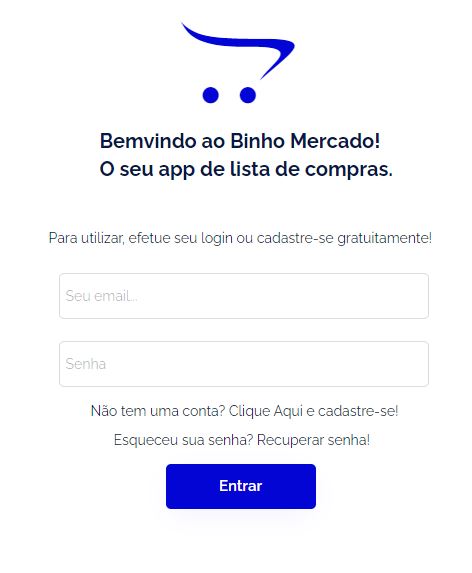 Bemvindo ao Binho Mercado!
O seu app de lista de compras.
Para utilizar, efetue seu login ou cadastre-se gratuitamente!
Seu email...
Senha
Não tem uma conta? Clique Aqui e cadastre-se!
Esqueceu sua senha? Recuperar senha!
Entrar